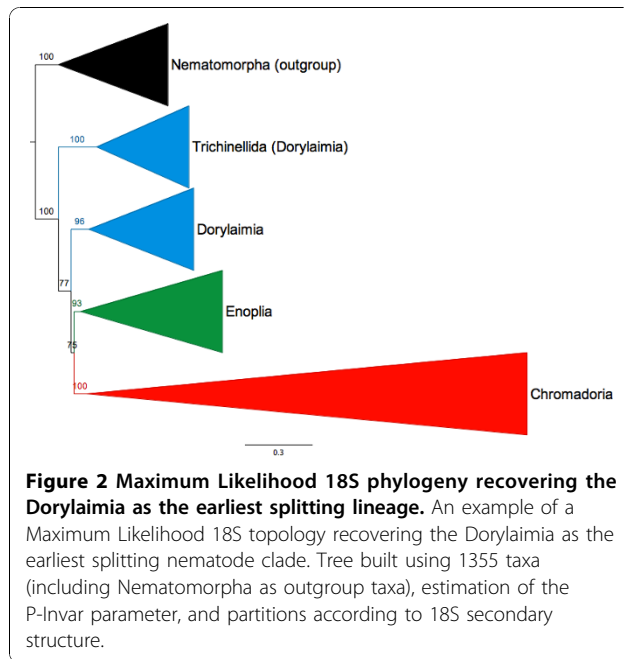 100
Nematomorpha (outgroup)
100
Trichinellida (Dorylaimia)
100
96
Dorylaimia
77
93
Enoplia
75
100
Chromadoria
0.3
Figure 2 Maximum Likelihood 18S phylogeny recovering the
Dorylaimia as the earliest splitting lineage. An example of a
Maximum Likelihood 18S topology recovering the Dorylaimia as the
earliest splitting nematode clade. Tree built using 1355 taxa
(including Nematomorpha as outgroup taxa), estimation of the
P-Invar parameter, and partitions according to 18S secondary
structure.